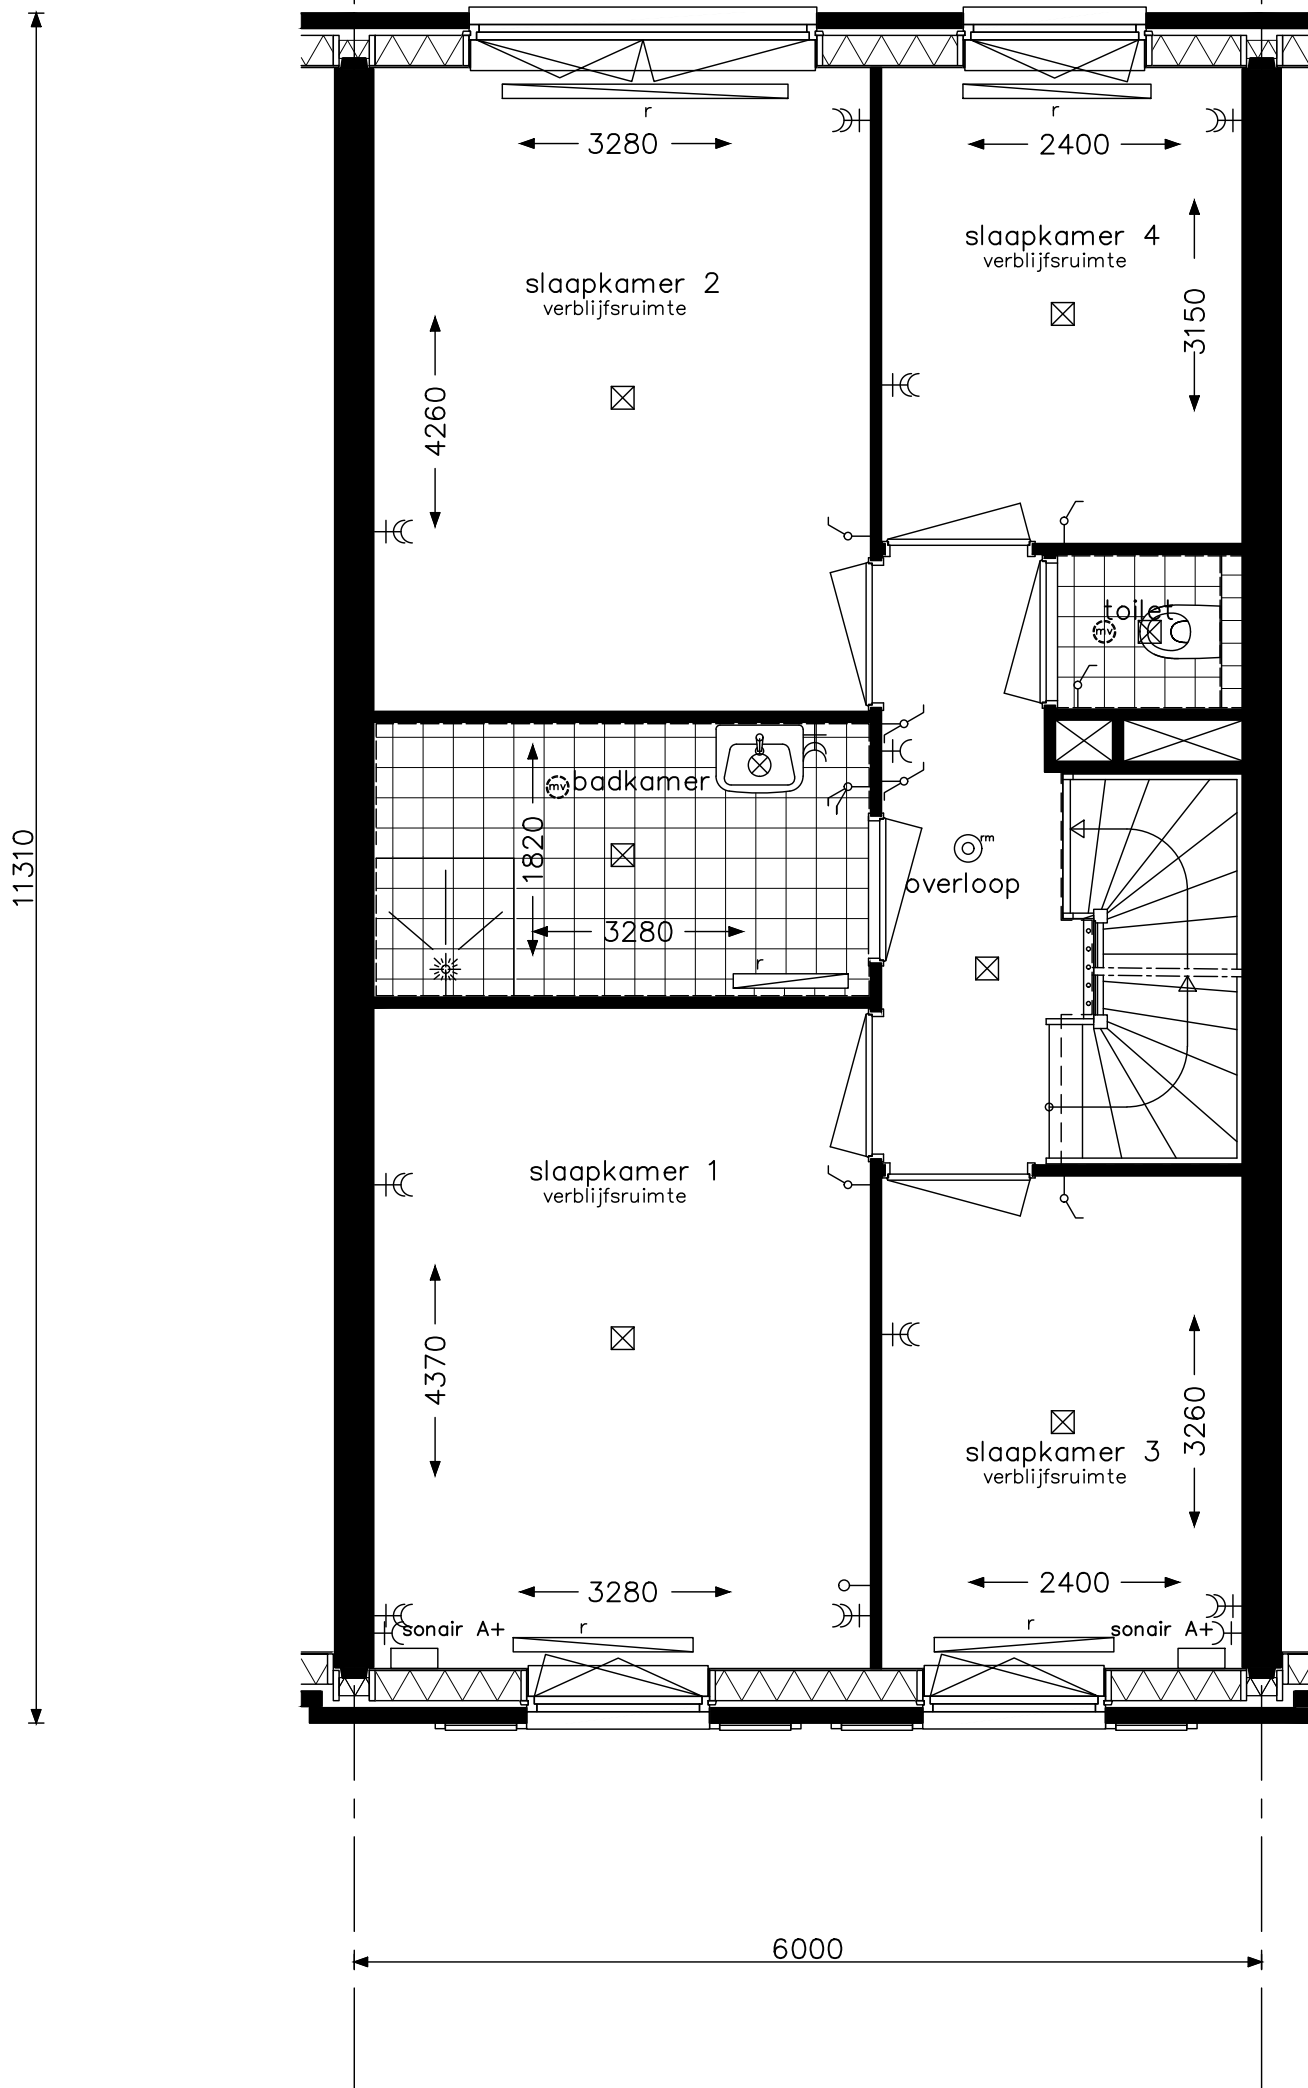 r
r
3280
2400
slaapkamer 4
verblijfsruimte
slaapkamer 2
verblijfsruimte
3150
4260
toilet
mv
mv
badkamer
1820
rm
11310
overloop
3280
r
slaapkamer 1
verblijfsruimte
4370
3260
slaapkamer 3
verblijfsruimte
3280
2400
sonair A+
r
r
sonair A+
6000